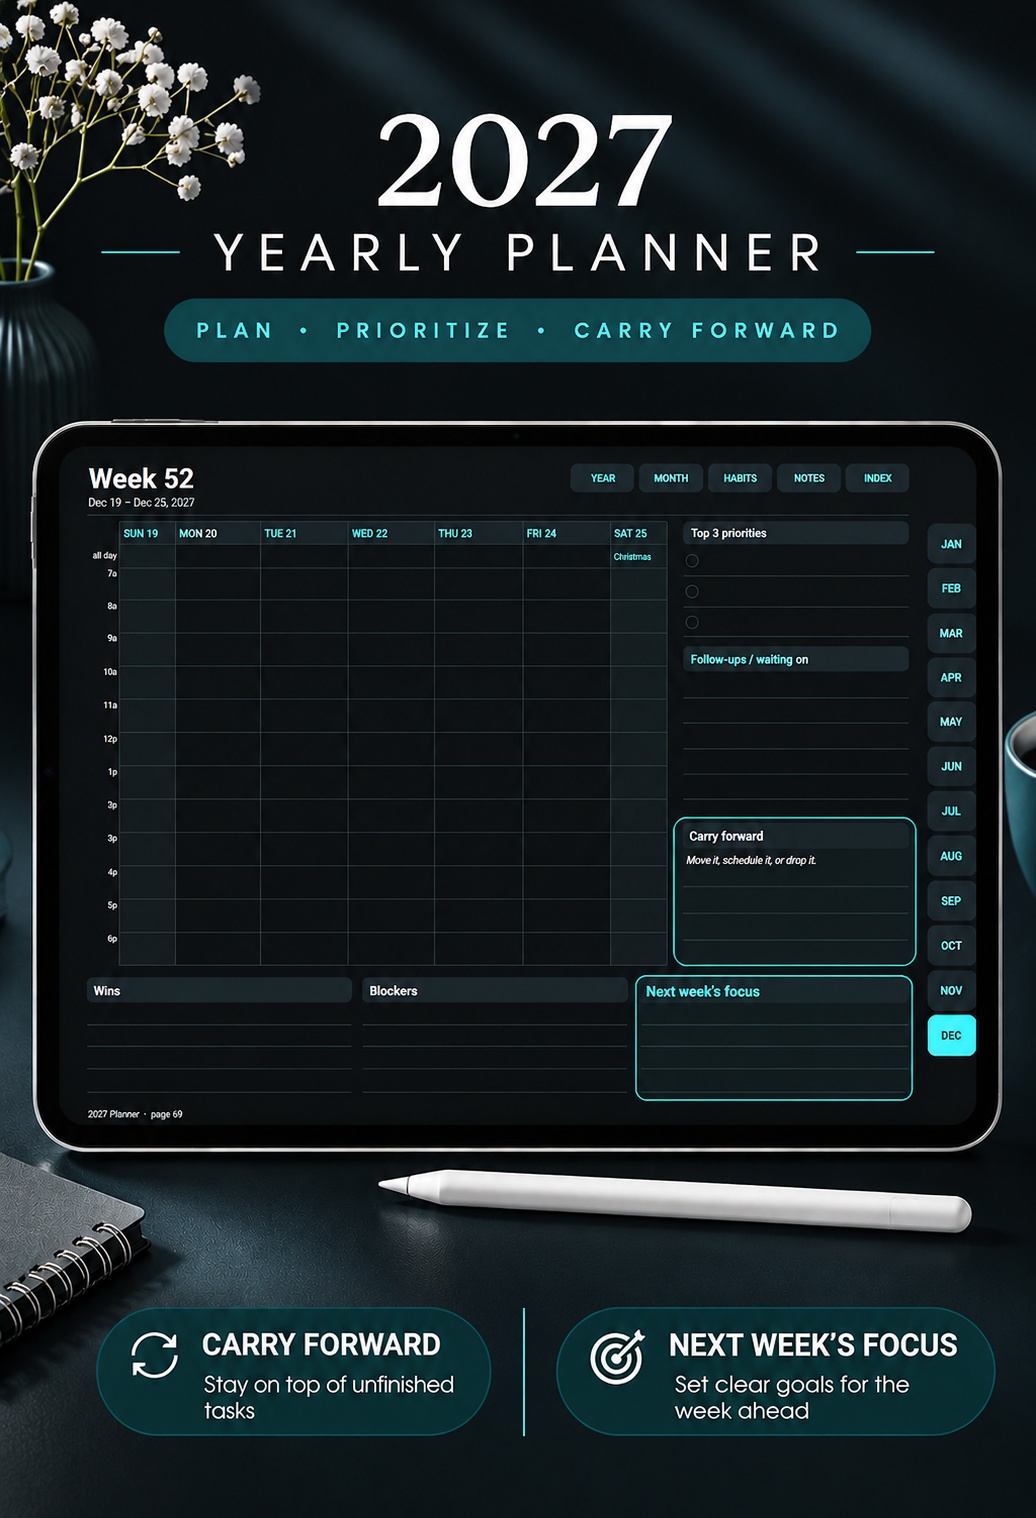 2027
YEARLY PLANNER
PLAN • PRIORITIZE • CARRY FORWARD
Week 52
Dec 19 – Dec 25, 2027
YEAR MONTH HABITS NOTES INDEX
SUN 19 MON 20 TUE 21 WED 22 THU 23 FRI 24 SAT 25
all day Christmas
7a
8a
9a
10a
11a
12p
1p
3p
3p
4p
5p
6p
Top 3 priorities
Follow-ups / waiting on
Carry forward
Move it, schedule it, or drop it.
JAN
FEB
MAR
APR
MAY
JUN
JUL
AUG
SEP
OCT
NOV
DEC
Wins
Blockers
Next week's focus
2027 Planner · page 69
CARRY FORWARD
Stay on top of unfinished
tasks
NEXT WEEK'S FOCUS
Set clear goals for the
week ahead